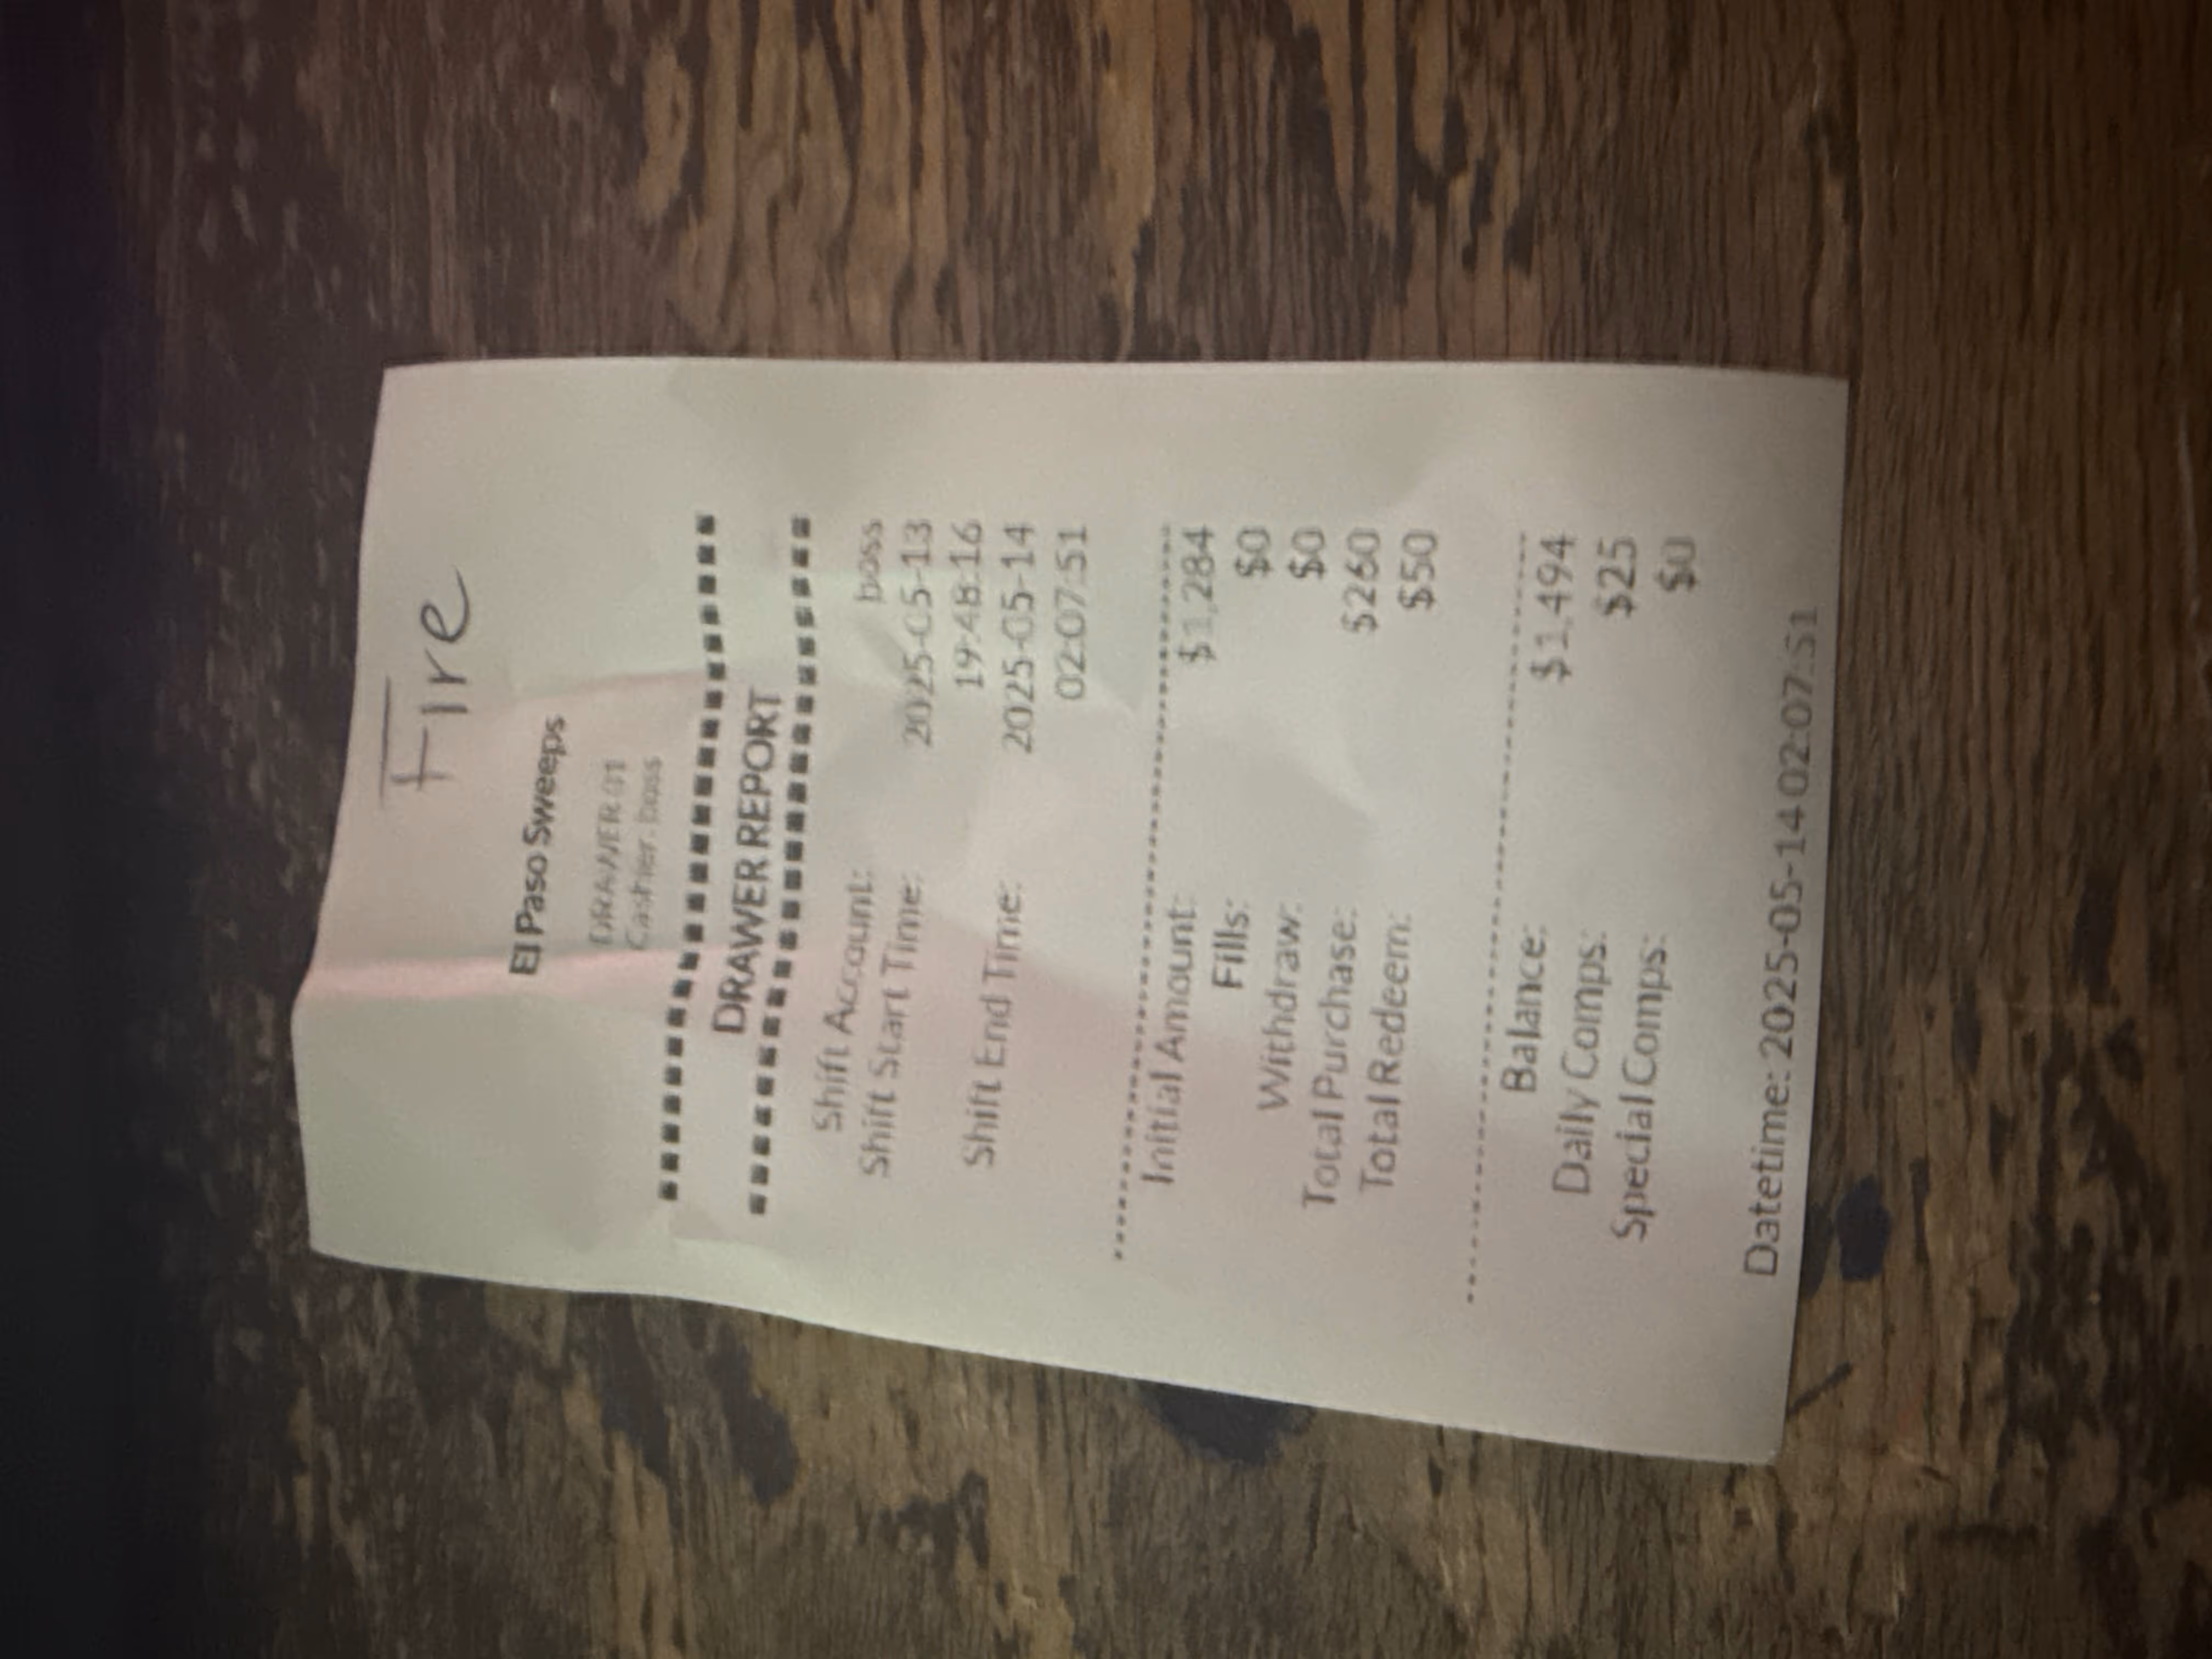 Fire
El Paso Sweeps
DRAWER 01
Cashier: boss
DRAWER REPORT
Shift Account: boss
Shift Start Time: 2025-05-13
19:48:16
Shift End Time: 2025-05-14
02:07:51
Initial Amount: $1,284
Fills: $0
Withdraw: $0
Total Purchase: $260
Total Redeem: $50
Balance: $1,494
Daily Comps: $25
Special Comps: $0
Datetime: 2025-05-14 02:07:51